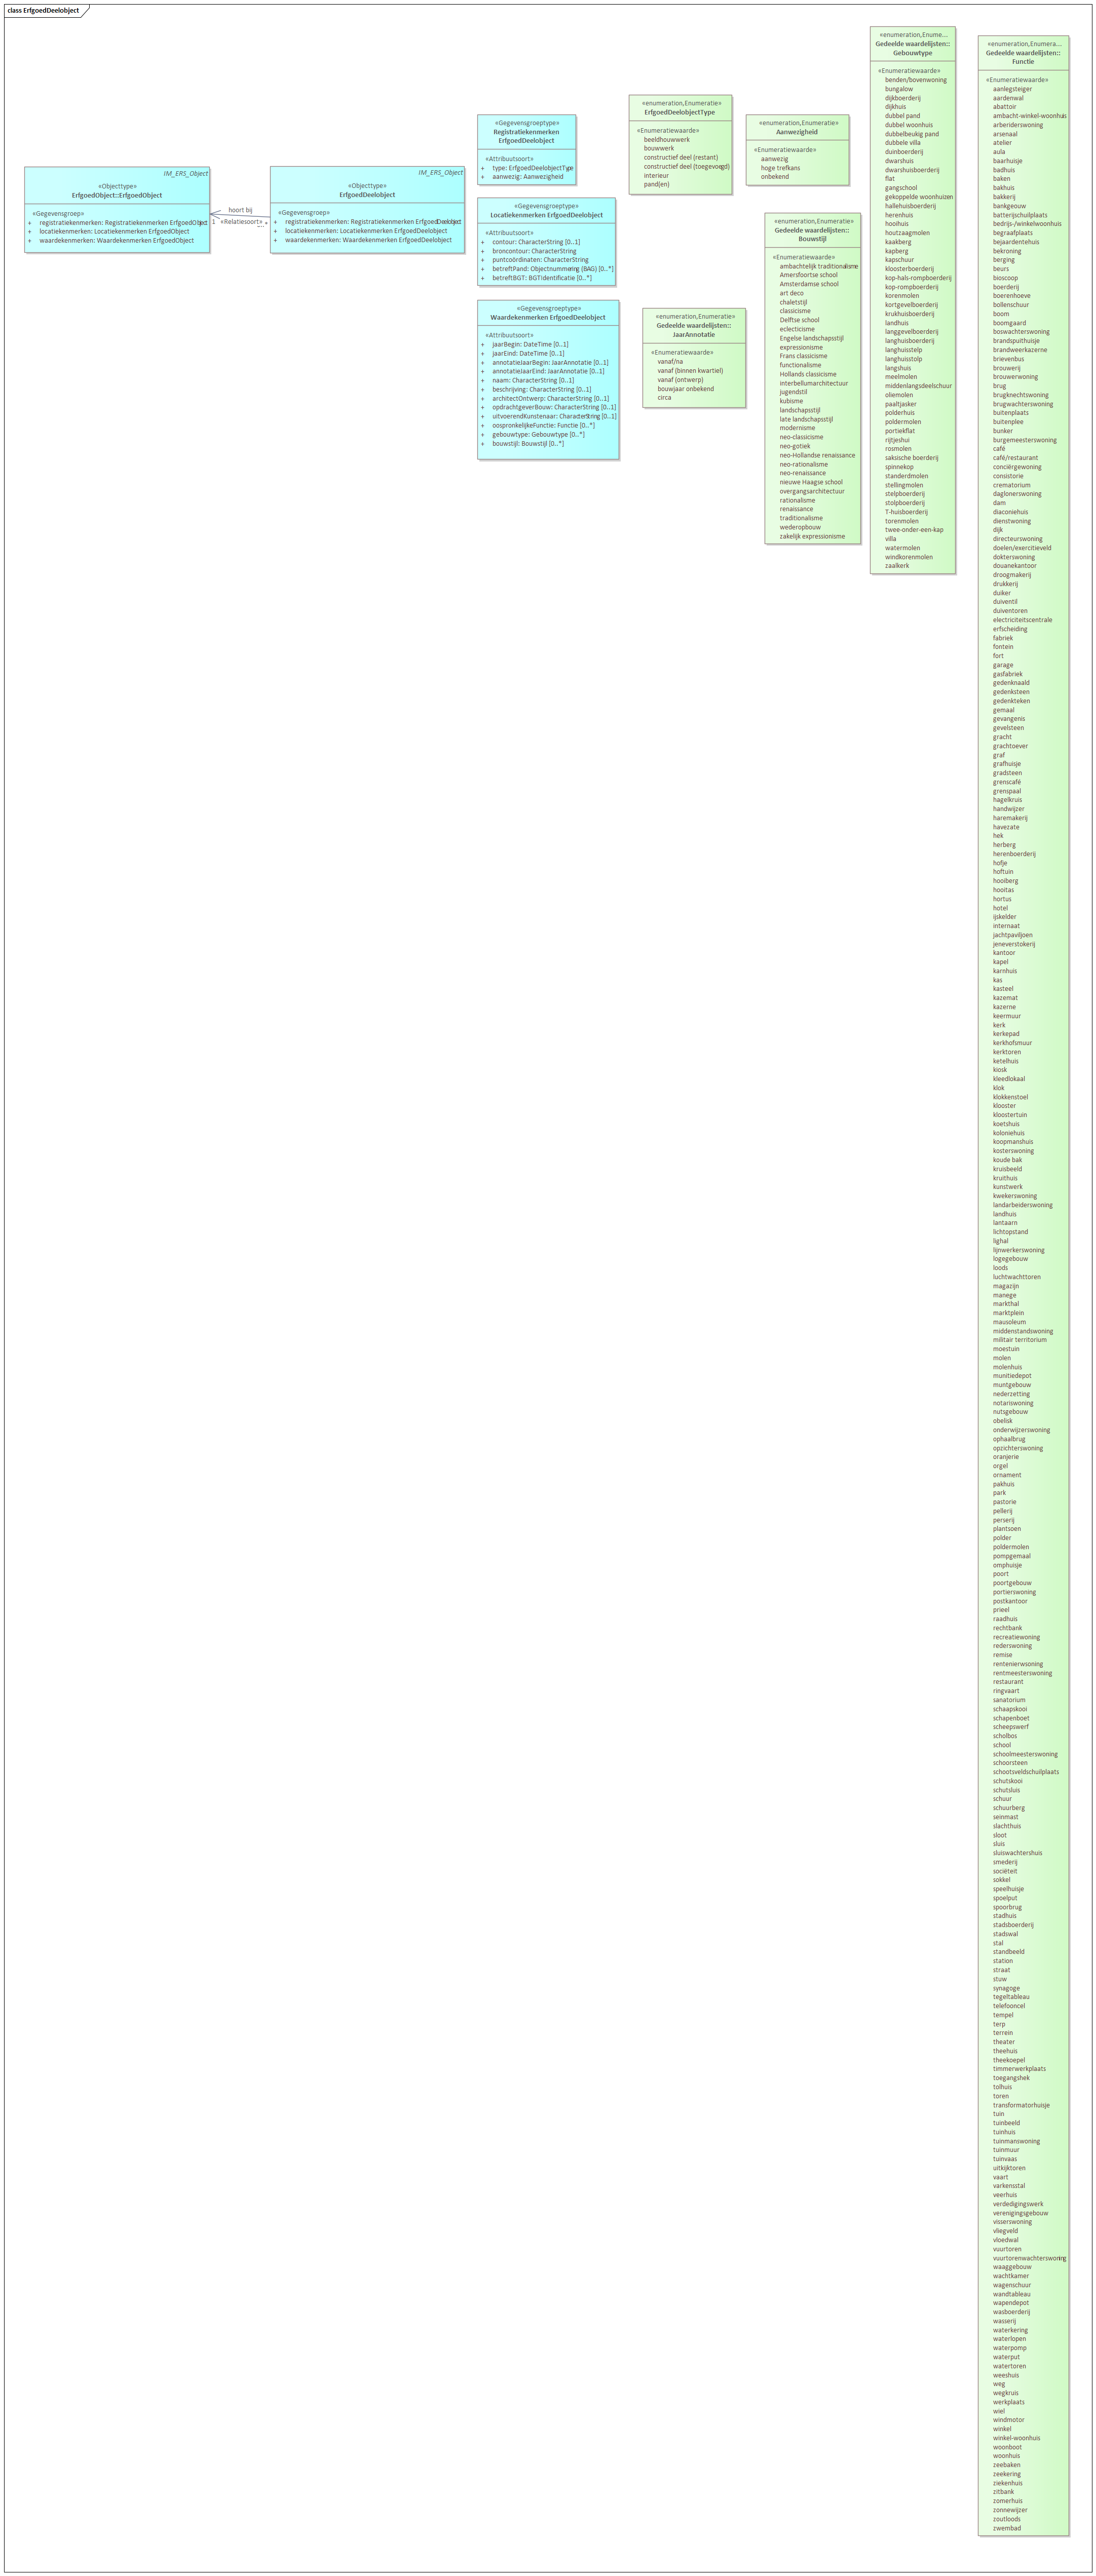 class ErfgoedDeelobject
IM_ERS_Object
«Objecttype»
ErfgoedObject::ErfgoedObject
«Gegevensgroep»
+ registratiekenmerken: Registratiekenmerken ErfgoedObject
+ locatiekenmerken: Locatiekenmerken ErfgoedObject
+ waardekenmerken: Waardekenmerken ErfgoedObject
hoort bij
1 «Relatiesoort» *
IM_ERS_Object
«Objecttype»
ErfgoedDeelobject
«Gegevensgroep»
+ registratiekenmerken: Registratiekenmerken ErfgoedDeelobject
+ locatiekenmerken: Locatiekenmerken ErfgoedDeelobject
+ waardekenmerken: Waardekenmerken ErfgoedDeelobject
«Gegevensgroeptype»
Registratiekenmerken
ErfgoedDeelobject
«Attribuutsoort»
+ type: ErfgoedDeelobjectType
+ aanwezig: Aanwezigheid
«Gegevensgroeptype»
Locatiekenmerken ErfgoedDeelobject
«Attribuutsoort»
+ contour: CharacterString [0..1]
+ broncontour: CharacterString
+ puntcoördinaten: CharacterString
+ betreftPand: Objectnummering (BAG) [0..*]
+ betreftBGT: BGTIdentificatie [0..*]
«Gegevensgroeptype»
Waardekenmerken ErfgoedDeelobject
«Attribuutsoort»
+ jaarBegin: DateTime [0..1]
+ jaarEind: DateTime [0..1]
+ annotatieJaarBegin: JaarAnnotatie [0..1]
+ annotatieJaarEind: JaarAnnotatie [0..1]
+ naam: CharacterString [0..1]
+ beschrijving: CharacterString [0..1]
+ architectOntwerp: CharacterString [0..1]
+ opdrachtgeverBouw: CharacterString [0..1]
+ uitvoerendKunstenaar: CharacterString [0..1]
+ oospronkelijkeFunctie: Functie [0..*]
+ gebouwtype: Gebouwtype [0..*]
+ bouwstijl: Bouwstijl [0..*]
«enumeration,Enumeratie»
ErfgoedDeelobjectType
«Enumeratiewaarde»
beeldhouwwerk
bouwwerk
constructief deel (restant)
constructief deel (toegevoegd)
interieur
pand(en)
«enumeration,Enumeratie»
Aanwezigheid
«Enumeratiewaarde»
aanwezig
hoge trefkans
onbekend
«enumeration,Enumeratie»
Gedeelde waardelijsten::
JaarAnnotatie
«Enumeratiewaarde»
vanaf/na
vanaf (binnen kwartiel)
vanaf (ontwerp)
bouwjaar onbekend
circa
«enumeration,Enumeratie»
Gedeelde waardelijsten::
Bouwstijl
«Enumeratiewaarde»
ambachtelijk traditionalisme
Amersfoortse school
Amsterdamse school
art deco
chaletstijl
classicisme
Delftse school
eclecticisme
Engelse landschapsstijl
expressionisme
Frans classicisme
functionalisme
Hollands classicisme
interbellumarchitectuur
jugendstil
kubisme
landschapsstijl
late landschapsstijl
modernisme
neo-classicisme
neo-gotiek
neo-Hollandse renaissance
neo-rationalisme
neo-renaissance
nieuwe Haagse school
overgangsarchitectuur
rationalisme
renaissance
traditionalisme
wederopbouw
zakelijk expressionisme
«enumeration,Enume...
Gedeelde waardelijsten::
Gebouwtype
«Enumeratiewaarde»
benden/bovenwoning
bungalow
dijkboerderij
dijkhuis
dubbel pand
dubbel woonhuis
dubbelbeukig pand
dubbele villa
duinboerderij
dwarshuis
dwarshuisboerderij
flat
gangschool
gekoppelde woonhuizen
hallehuisboerderij
herenhuis
hooihuis
houtzaagmolen
kaakberg
kapberg
kapschuur
kloosterboerderij
kop-hals-rompboerderij
kop-rompboerderij
korenmolen
kortgevelboerderij
krukhuisboerderij
landhuis
langgevelboerderij
langhuisboerderij
langhuisstelp
langhuisstolp
langshuis
meelmolen
middenlangsdeelschuur
oliemolen
paaltjasker
polderhuis
poldermolen
portiekflat
rijtjeshui
rosmolen
saksische boerderij
spinnekop
standerdmolen
stellingmolen
stelpboerderij
stolpboerderij
T-huisboerderij
torenmolen
twee-onder-een-kap
villa
watermolen
windkorenmolen
zaalkerk
«enumeration,Enumera...
Gedeelde waardelijsten::
Functie
«Enumeratiewaarde»
aanlegsteiger
aardenwal
abattoir
ambacht-winkel-woonhuis
arbeiderswoning
arsenaal
atelier
aula
baarhuisje
badhuis
baken
bakhuis
bakkerij
bankgeouw
batterijschuilplaats
bedrijs-/winkelwoonhuis
begraafplaats
bejaardentehuis
bekroning
berging
beurs
bioscoop
boerderij
boerenhoeve
bollenschuur
boom
boomgaard
boswachterswoning
brandspuithuisje
brandweerkazerne
brievenbus
brouwerij
brouwerwoning
brug
brugknechtswoning
brugwachterswoning
buitenplaats
buitenplee
bunker
burgemeesterswoning
café
café/restaurant
conciërgewoning
consistorie
crematorium
daglonerswoning
dam
diaconiehuis
dienstwoning
dijk
directeurswoning
doelen/exercitieveld
dokterswoning
douanekantoor
droogmakerij
drukkerij
duiker
duiventil
duiventoren
electriciteitscentrale
erfscheiding
fabriek
fontein
fort
garage
gasfabriek
gedenknaald
gedenksteen
gedenkteken
gemaal
gevangenis
gevelsteen
gracht
grachtoever
graf
grafhuisje
gradsteen
grenscafé
grenspaal
hagelkruis
handwijzer
haremakerij
havezate
hek
herberg
herenboerderij
hofje
hoftuin
hooiberg
hooitas
hortus
hotel
ijskelder
internaat
jachtpaviljoen
jeneverstokerij
kantoor
kapel
karnhuis
kas
kasteel
kazemat
kazerne
keermuur
kerk
kerkepad
kerkhofsmuur
kerktoren
ketelhuis
kiosk
kleedlokaal
klok
klokkenstoel
klooster
kloostertuin
koetshuis
koloniehuis
koopmanshuis
kosterswoning
koude bak
kruisbeeld
kruithuis
kunstwerk
kwekerswoning
landarbeiderswoning
landhuis
lantaarn
lichtopstand
lighal
lijnwerkerswoning
logegebouw
loods
luchtwachttoren
magazijn
manege
markthal
marktplein
mausoleum
middenstandswoning
militair territorium
moestuin
molen
molenhuis
munitiedepot
muntgebouw
nederzetting
notariswoning
nutsgebouw
obelisk
onderwijzerswoning
ophaalbrug
opzichterswoning
oranjerie
orgel
ornament
pakhuis
park
pastorie
pellerij
perserij
plantsoen
polder
poldermolen
pompgemaal
omphuisje
poort
poortgebouw
portierswoning
postkantoor
prieel
raadhuis
rechtbank
recreatiewoning
rederswoning
remise
rentenierwsoning
rentmeesterswoning
restaurant
ringvaart
sanatorium
schaapskooi
schapenboet
scheepswerf
scholbos
school
schoolmeesterswoning
schoorsteen
schootsveldschuilplaats
schutskooi
schutsluis
schuur
schuurberg
seinmast
slachthuis
sloot
sluis
sluiswachtershuis
smederij
sociëteit
sokkel
speelhuisje
spoelput
spoorbrug
stadhuis
stadsboerderij
stadswal
stal
standbeeld
station
straat
stuw
synagoge
tegeltableau
telefooncel
tempel
terp
terrein
theater
theehuis
theekoepel
timmerwerkplaats
toegangshek
tolhuis
toren
transformatorhuisje
tuin
tuinbeeld
tuinhuis
tuinmanswoning
tuinmuur
tuinvaas
uitkijktoren
vaart
varkensstal
veerhuis
verdedigingswerk
verenigingsgebouw
visserswoning
vliegveld
vloedwal
vuurtoren
vuurtorenwachterswoning
waaggebouw
wachtkamer
wagenschuur
wandtableau
wapendepot
wasboerderij
wasserij
waterkering
waterlopen
waterpomp
waterput
watertoren
weeshuis
weg
wegkruis
werkplaats
wiel
windmotor
winkel
winkel-woonhuis
woonboot
woonhuis
zeebaken
zeekering
ziekenhuis
zitbank
zomerhuis
zonnewijzer
zoutloods
zwembad